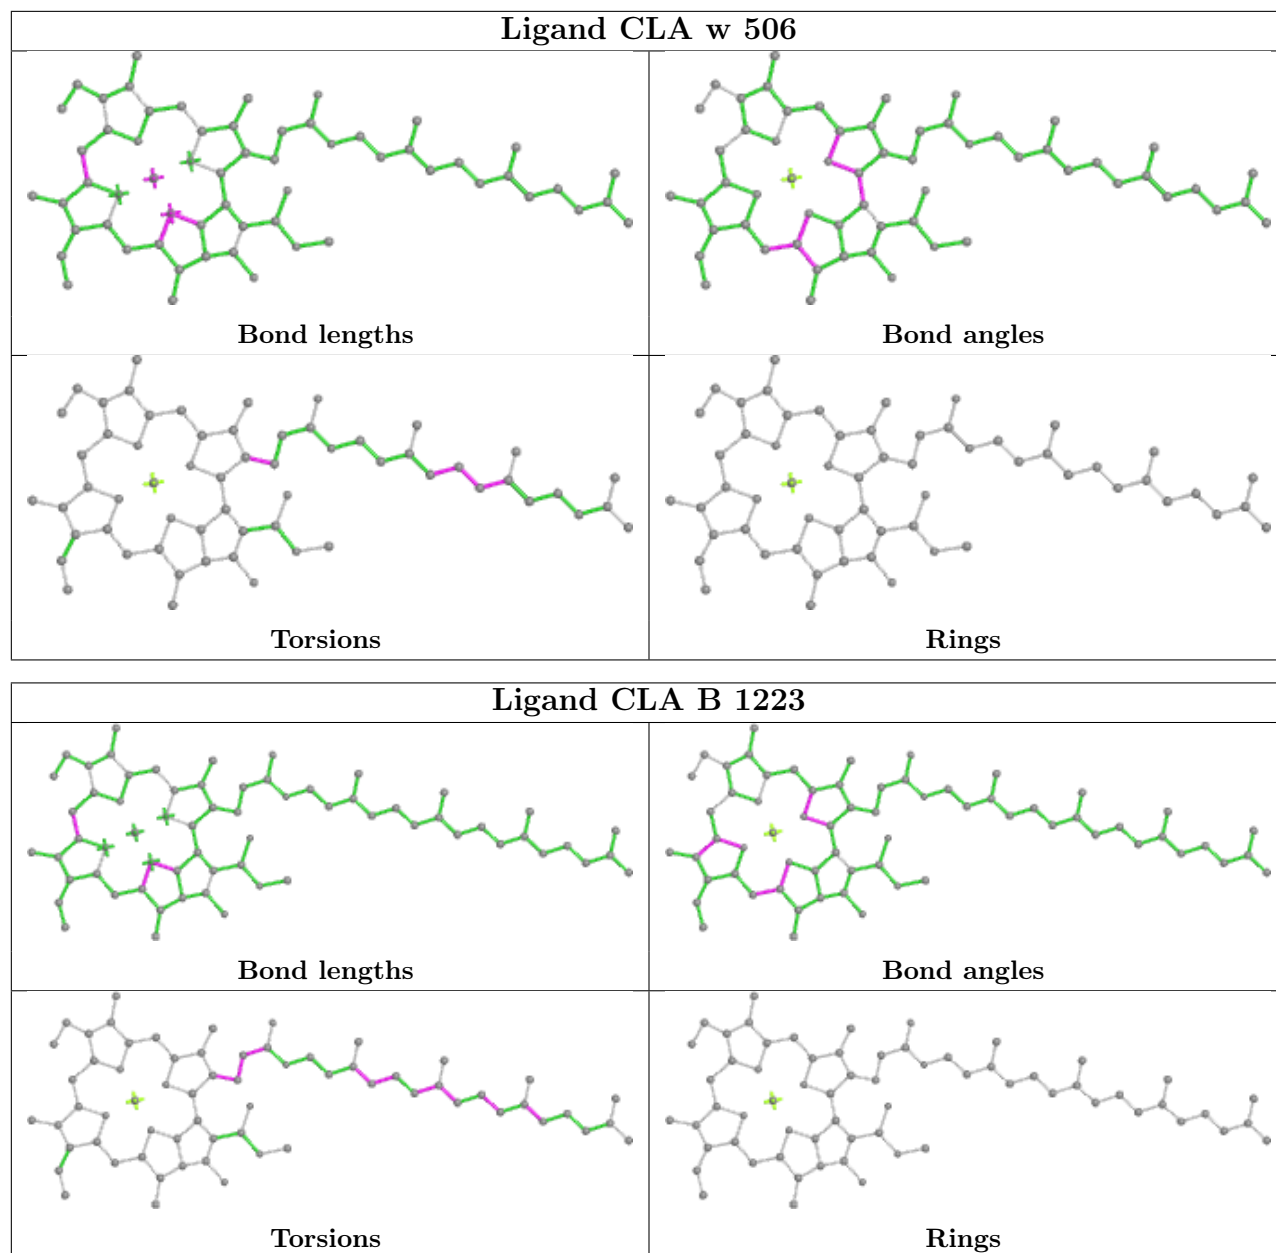 Ligand CLA w 506
Bond lengths
Bond angles
Torsions
Rings
Ligand CLA B 1223
Bond lengths
Bond angles
Torsions
Rings